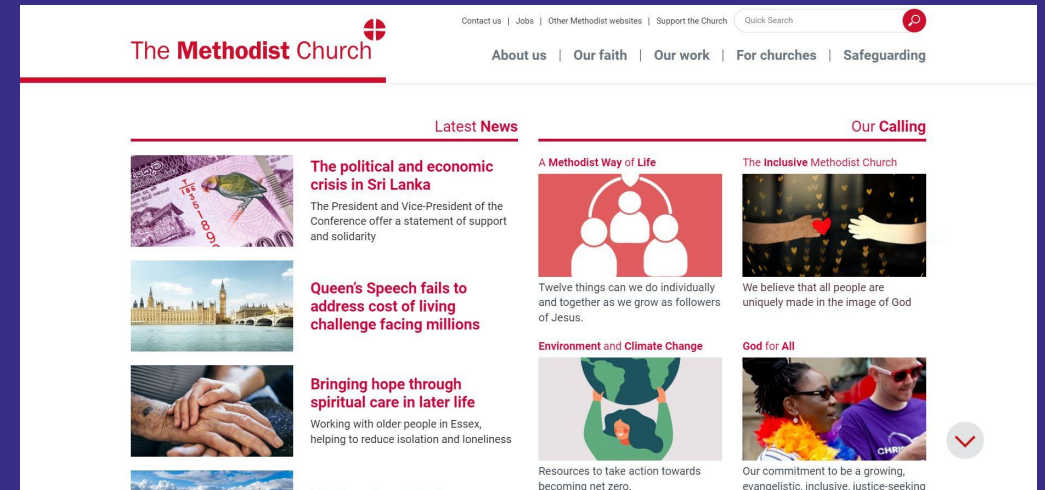 Contact us | Jobs | Other Methodist websites | Support the Church
Quick Search
The Methodist Church
About us | Our faith | Our work | For churches | Safeguarding
Latest News
The political and economic
crisis in Sri Lanka
The President and Vice-President of the
Conference offer a statement of support
and solidarity
Queen's Speech fails to
address cost of living
challenge facing millions
Bringing hope through
spiritual care in later life
Working with older people in Essex,
helping to reduce isolation and loneliness
Our Calling
A Methodist Way of Life
Twelve things can we do individually
and together as we grow as followers
of Jesus.
The Inclusive Methodist Church
We believe that all people are
uniquely made in the image of God
Environment and Climate Change
Resources to take action towards
becoming net zero.
God for All
CHRI
Our commitment to be a growing,
evangelistic, inclusive, justice-seeking